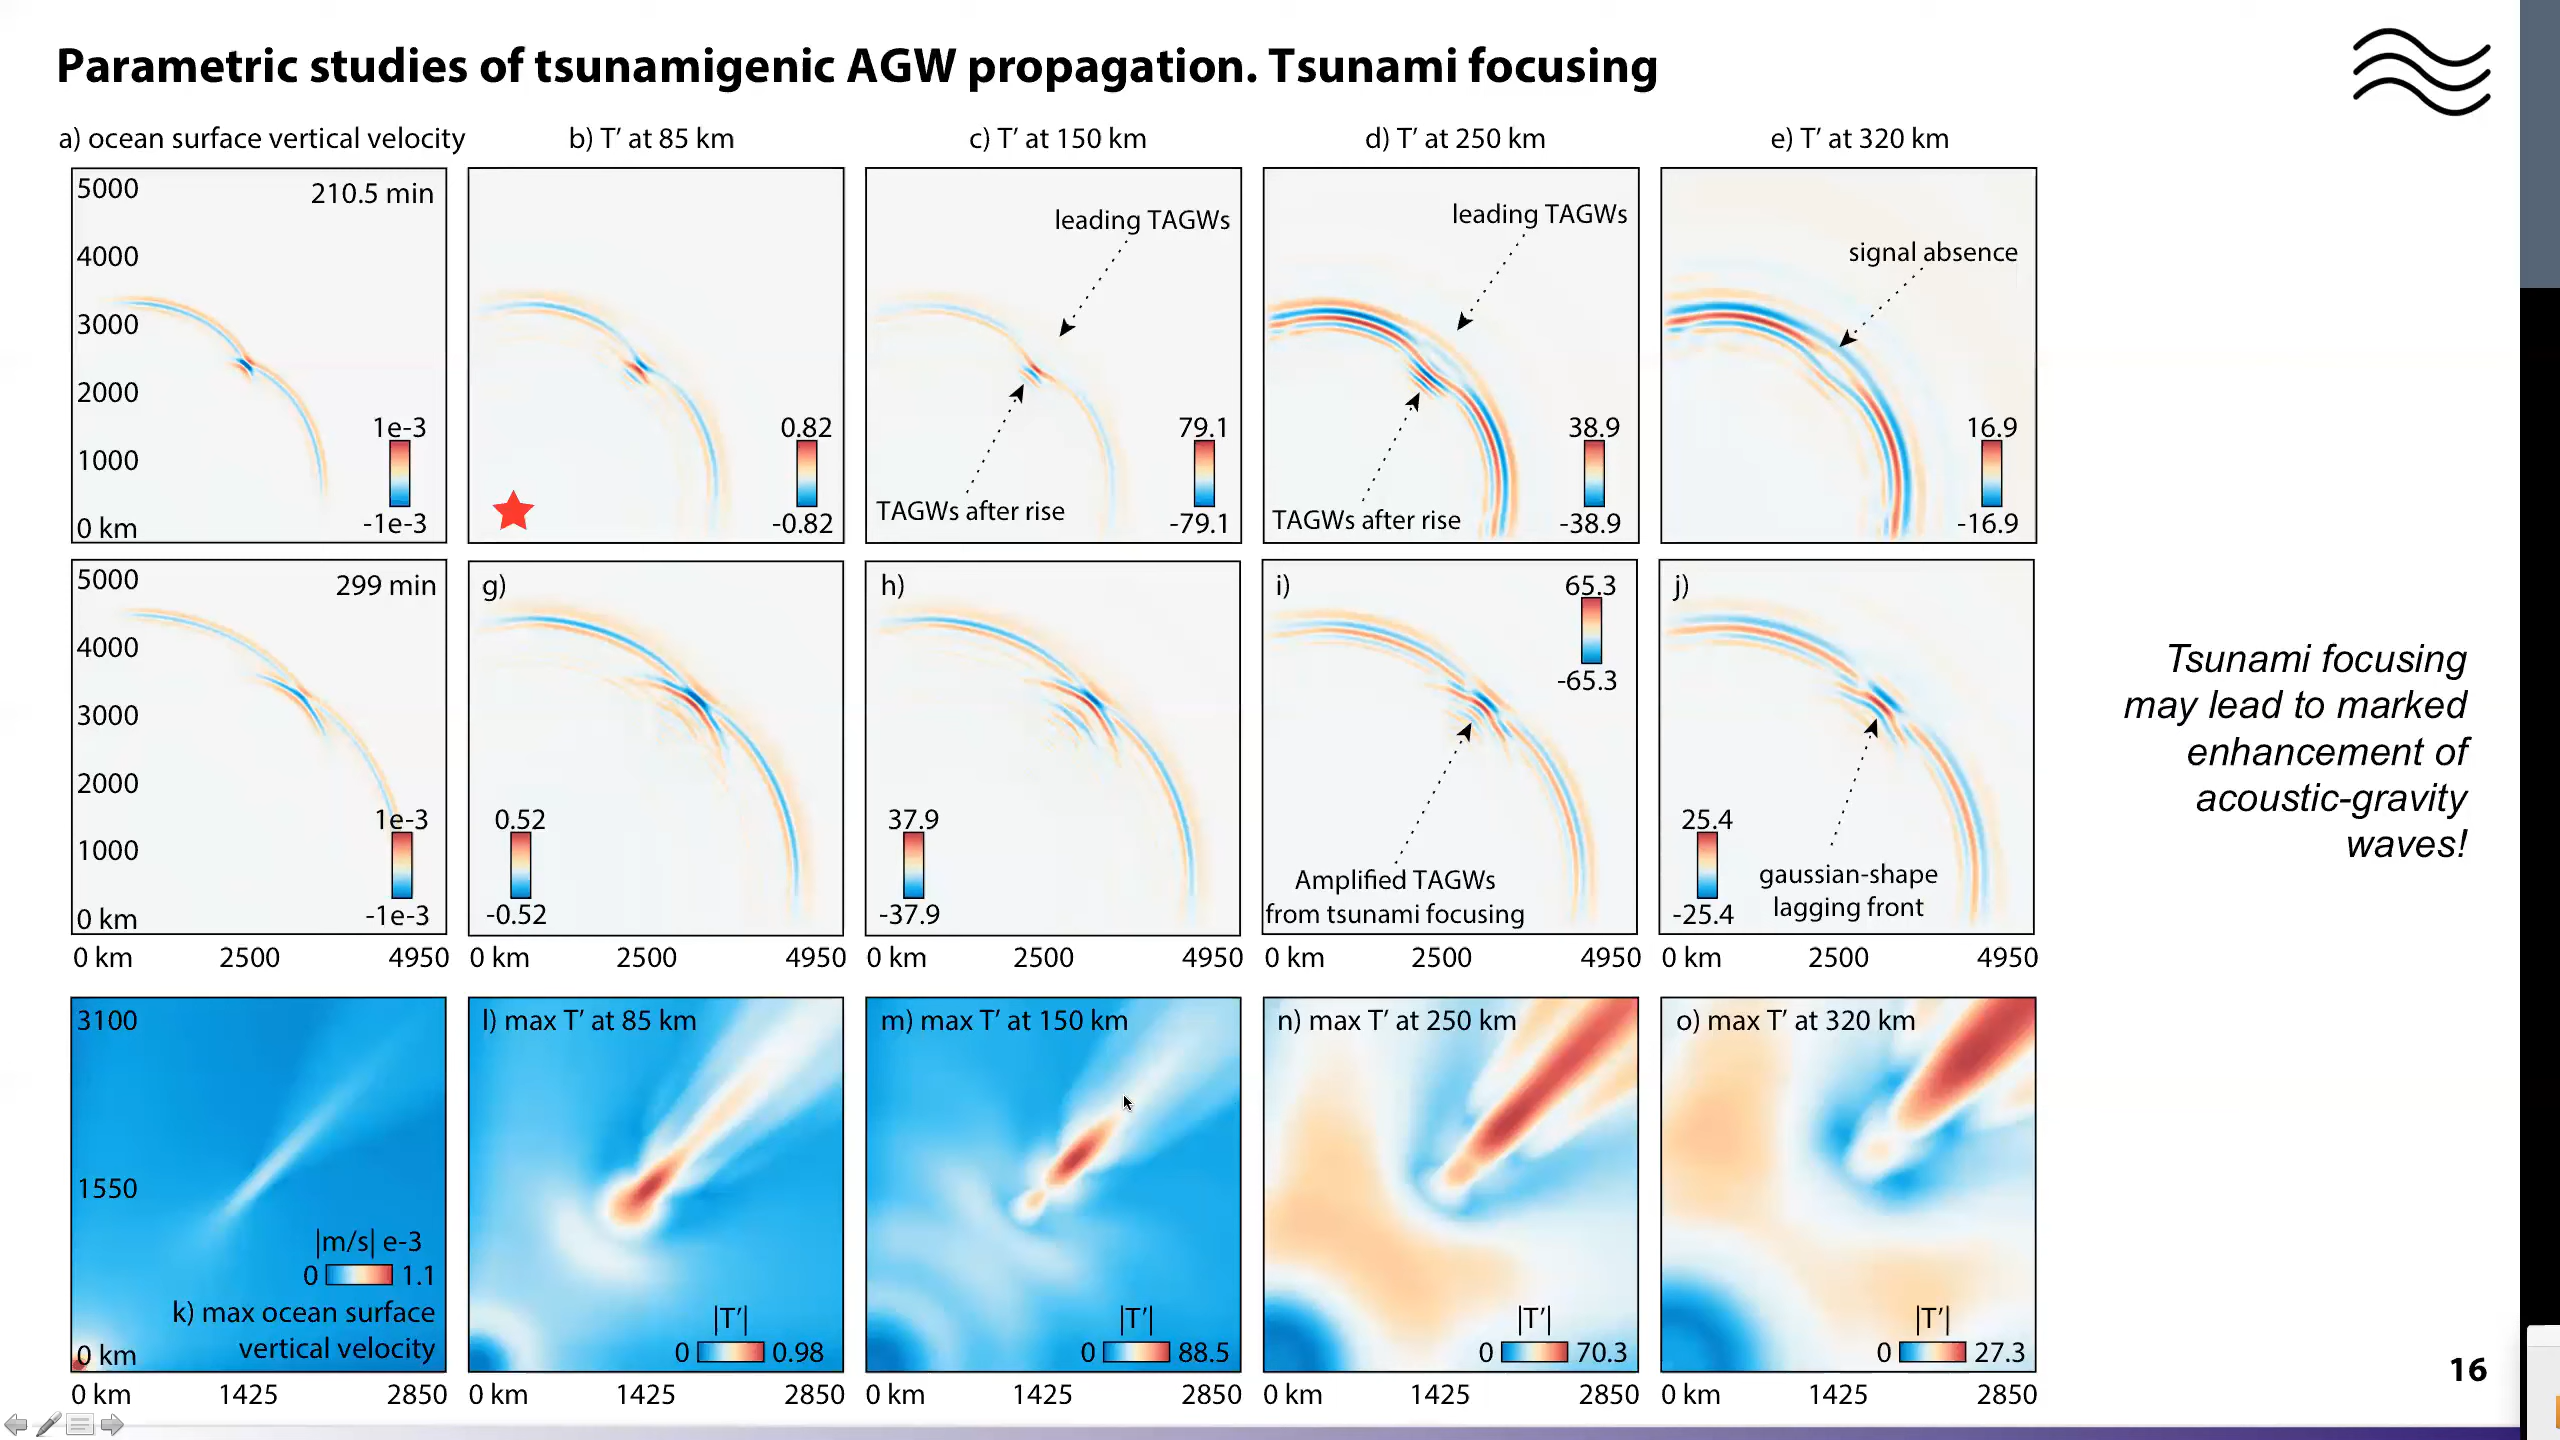 Parametric studies of tsunamigenic AGW propagation. Tsunami focusing
a) ocean surface vertical velocity
b) T’ at 85 km
c) T’ at 150 km
d) T’ at 250 km
e) T’ at 320 km
5000
210.5 min
4000
3000
2000
1000
0 km
1e-3
-1e-3
0.82
-0.82
leading TAGWs
TAGWs after rise
79.1
-79.1
leading TAGWs
TAGWs after rise
38.9
-38.9
signal absence
16.9
-16.9
5000
299 min
4000
3000
2000
1000
0 km
1e-3
-1e-3
0 km 2500 4950
g)
0.52
-0.52
0 km 2500 4950
h)
37.9
-37.9
0 km 2500 4950
i)
65.3
-65.3
Amplified TAGWs
from tsunami focusing
0 km 2500 4950
j)
25.4
-25.4
gaussian-shape
lagging front
0 km 2500 4950
Tsunami focusing
may lead to marked
enhancement of
acoustic-gravity
waves!
3100
1550
0 km
|m/s| e-3
0 1.1
k) max ocean surface
vertical velocity
0 km 1425 2850
l) max T’ at 85 km
|T’|
0 0.98
0 km 1425 2850
m) max T’ at 150 km
|T’|
0 88.5
0 km 1425 2850
n) max T’ at 250 km
|T’|
0 70.3
0 km 1425 2850
o) max T’ at 320 km
|T’|
0 27.3
0 km 1425 2850
16